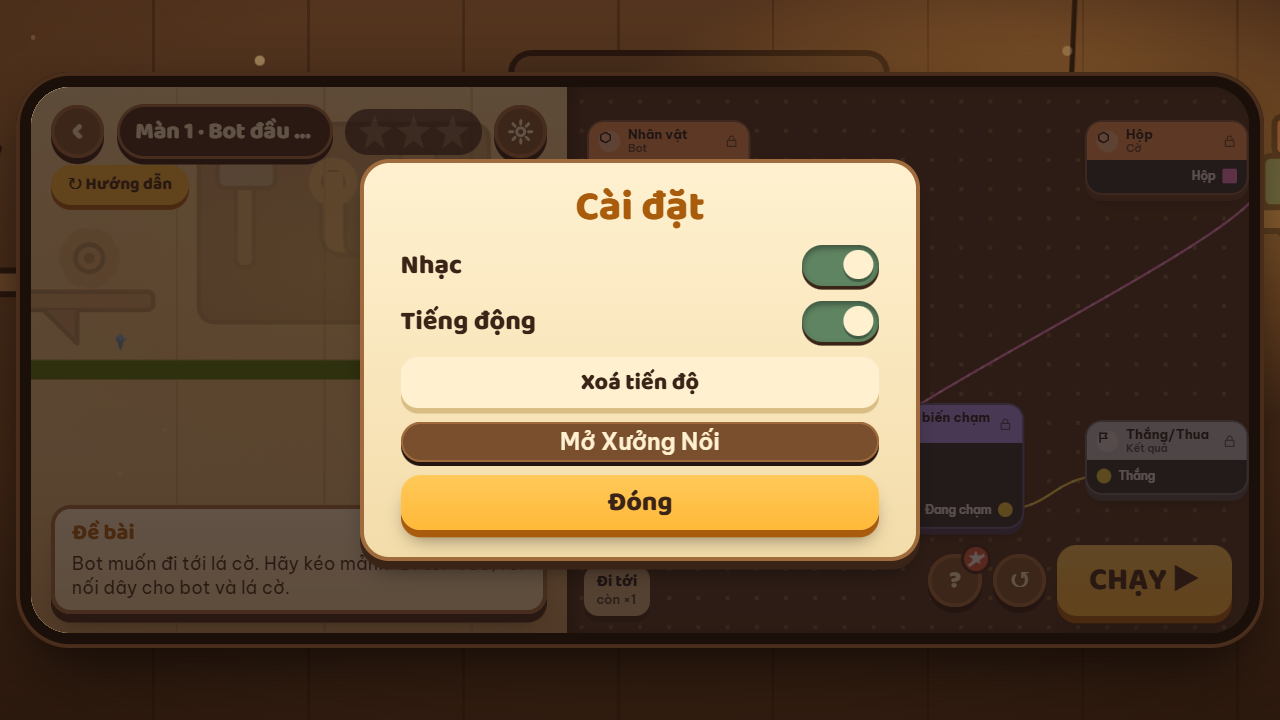 Màn 1 · Bot đầu ...
Hướng dẫn
Nhân vật
Bot
Hộp
Cờ
Hộp
Cài đặt
Nhạc
Tiếng động
Xoá tiến độ
Mở Xưởng Nối
Đóng
biến chạm
Đang chạm
Thắng/Thua
Kết quả
Thắng
Đề bài
Bot muốn đi tới lá cờ. Hãy kéo
nối dây cho bot và lá cờ.
Đi tới
còn ×1
?
CHẠY